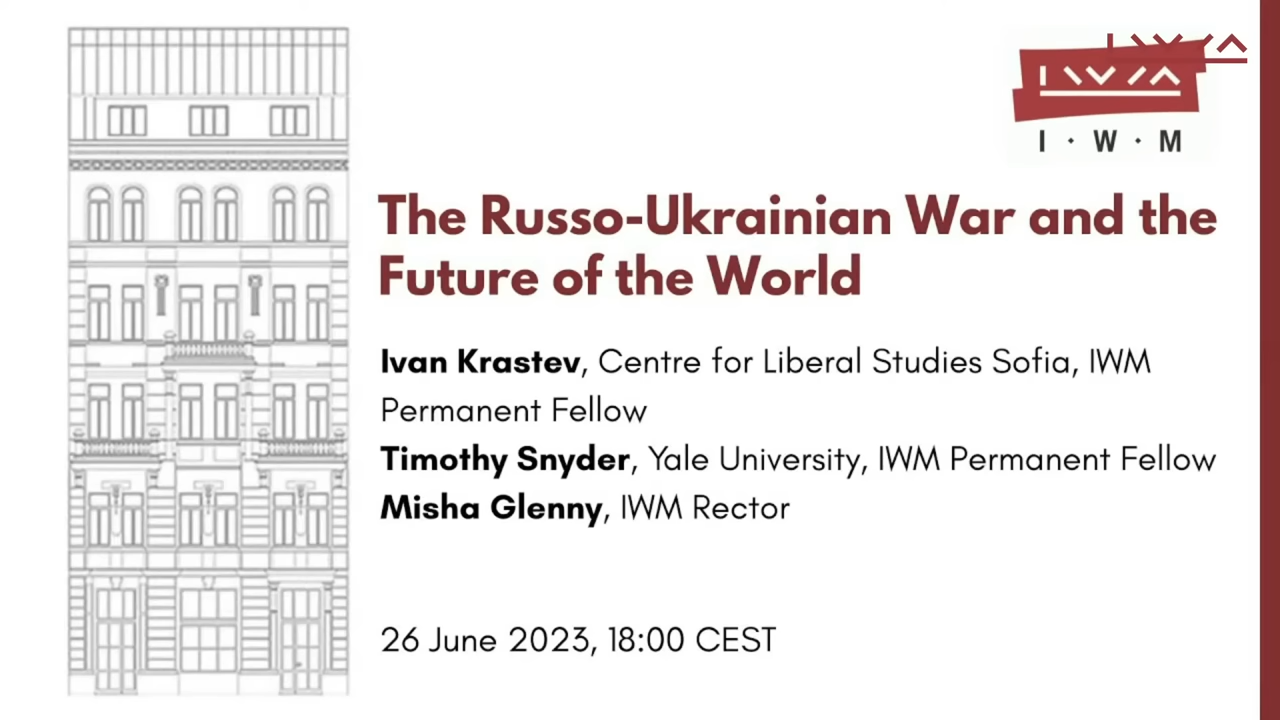 I · W · M
The Russo-Ukrainian War and the
Future of the World
Ivan Krastev, Centre for Liberal Studies Sofia, IWM
Permanent Fellow
Timothy Snyder, Yale University, IWM Permanent Fellow
Misha Glenny, IWM Rector
26 June 2023, 18:00 CEST